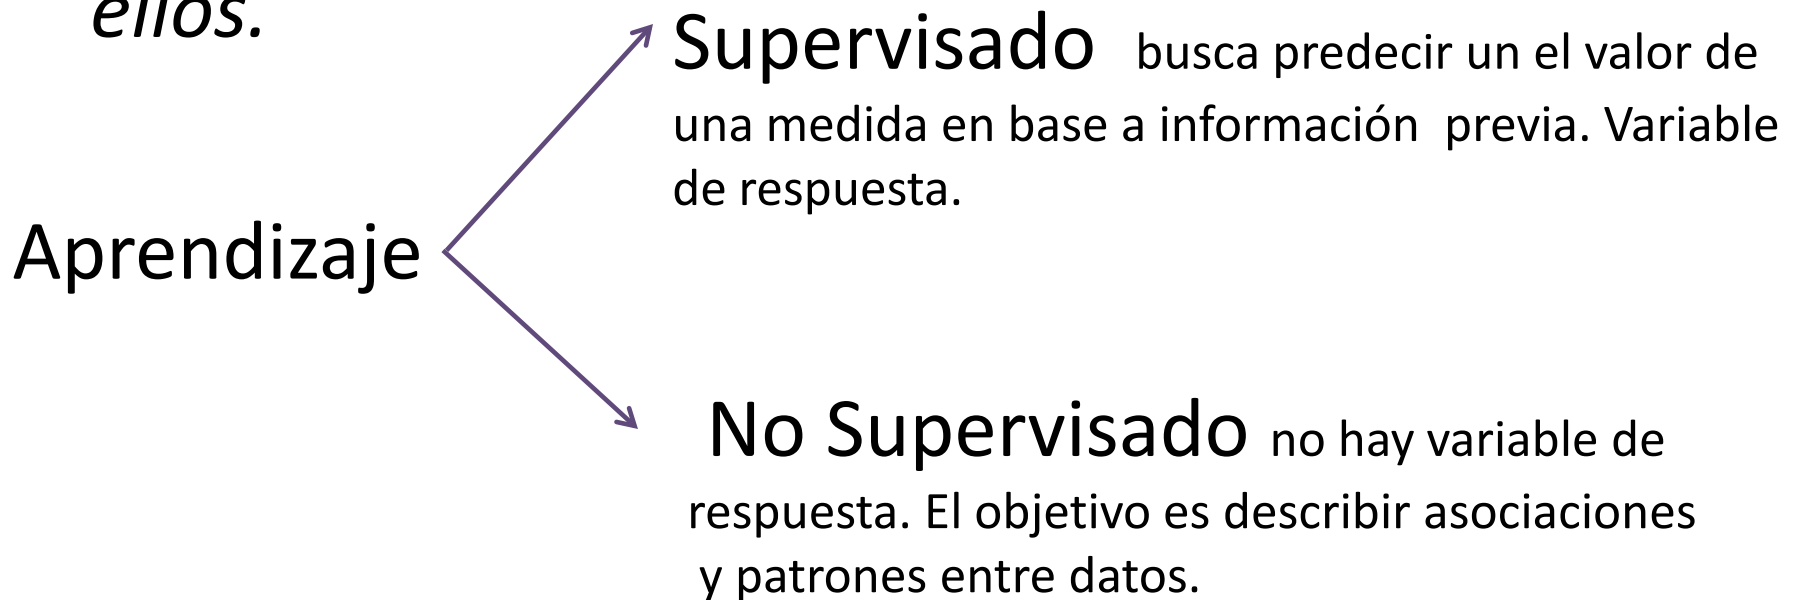 ellos.
Supervisado busca predecir un el valor de
una medida en base a información previa. Variable
de respuesta.
Aprendizaje
No Supervisado no hay variable de
respuesta. El objetivo es describir asociaciones
y patrones entre datos.